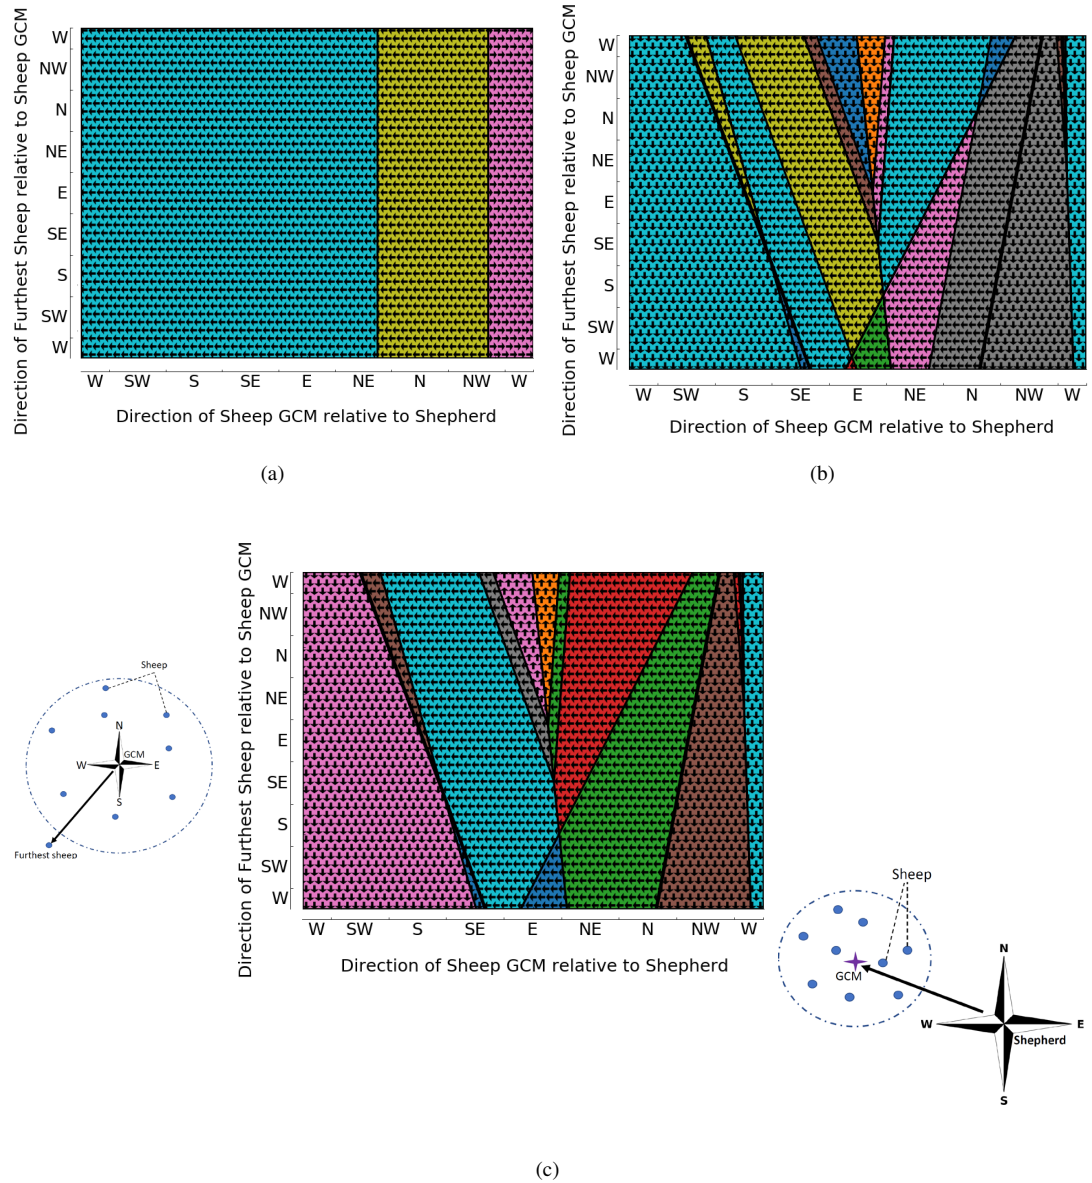 Direction of Furthest Sheep relative to Sheep GCM
W
NW
N
NE
E
SE
S
SW
W
W SW S SE E NE N NW W
Direction of Sheep GCM relative to Shepherd
(a)
Direction of Furthest Sheep relative to Sheep GCM
W
NW
N
NE
E
SE
S
SW
W
W SW S SE E NE N NW W
Direction of Sheep GCM relative to Shepherd
(b)
Sheep
N
GCM
W E
S
Furthest sheep
Direction of Furthest Sheep relative to Sheep GCM
W
NW
N
NE
E
SE
S
SW
W
W SW S SE E NE N NW W
Direction of Sheep GCM relative to Shepherd
Sheep
GCM
N
W E
Shepherd
S
(c)